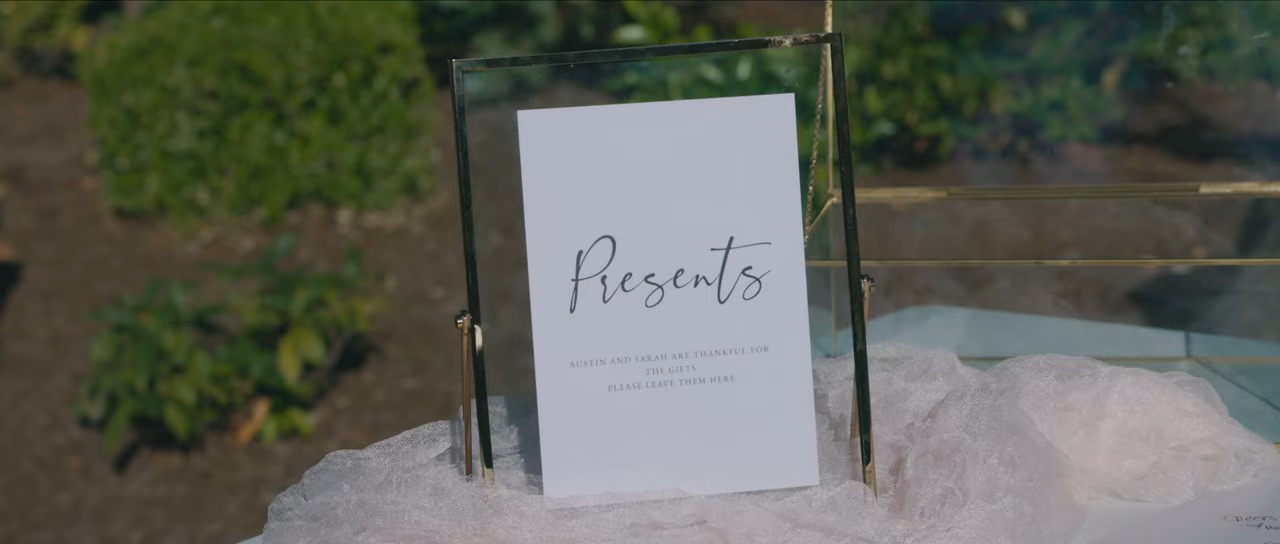 Presents
AUSTIN AND SARAH ARE THANKFUL FOR
THE GIFTS
PLEASE LEAVE THEM HERE